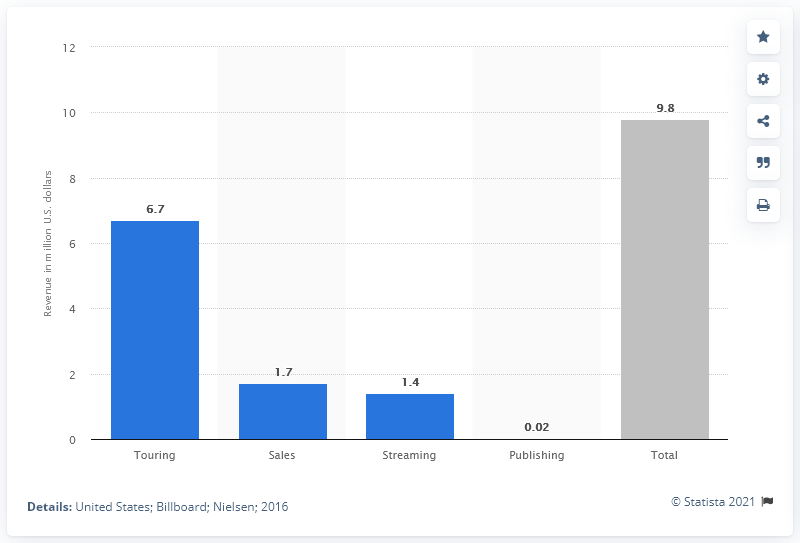 12
10
8
6
4
2
0
Revenue in million U.S. dollars
6.7
1.7
1.4
0.02
9.8
Touring
Sales
Streaming
Publishing
Total
Details: United States; Billboard; Nielsen; 2016
© Statista 2021